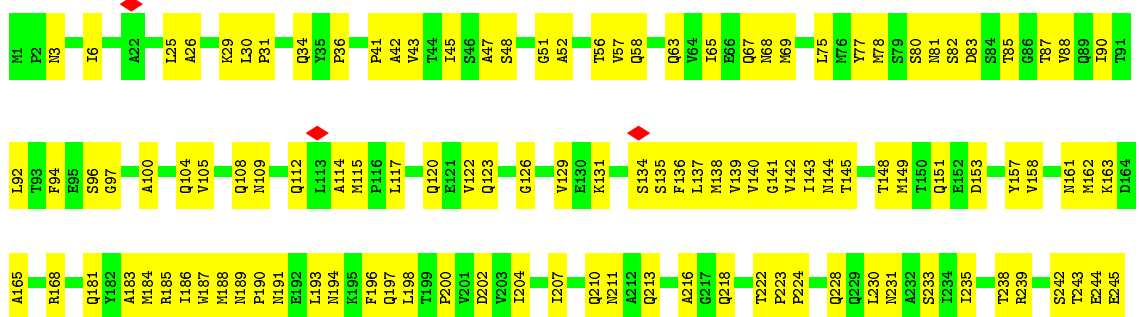 M1 P2 N3 I6 A22 L25 A26 K29 L30 P31 Q34 Y35 P36 P41 A42 V43 T44 I45 S46 A47 S48 G51 A52 T56 V57 Q58 Q63 V64 I65 E66 Q67 N68 M69 L75 M76 Y77 M78 S79 S80 N81 S82 D83 S84 T85 G86 T87 V88 Q89 I90 T91
L92 T93 F94 E95 S96 G97 A100 Q104 V105 Q108 N109 Q112 L113 A114 M115 P116 L117 Q120 E121 V122 Q123 G126 V129 E130 K131 S134 S135 F136 L137 M138 V139 V140 G141 V142 I143 N144 T145 T148 M149 T150 Q151 E152 D153 Y157 V158 N161 M162 K163 D164
A165 R168 Q181 Y182 A183 M184 R185 I186 W187 M188 N189 P190 N191 E192 L193 N194 K195 F196 Q197 L198 T199 P200 V201 D202 V203 I204 I207 Q210 N211 A212 Q213 A216 G217 Q218 T222 P223 P224 Q228 Q229 L230 N231 A232 S233 I234 I235 T238 R239 S242 T243 E244 E245